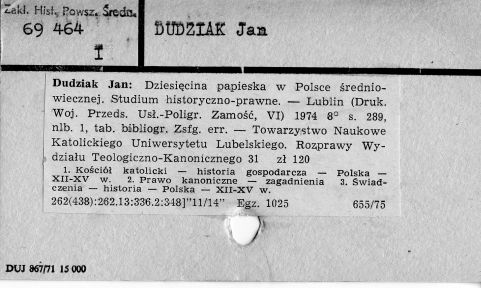 Zakł. Hist. Powsz. Średn.
69 464
I
DUDZIAK Jan
Dudziak Jan: Dziesięcina papieska w Polsce średnio-
wiecznej. Studium historyczno-prawne. — Lublin (Druk.
Woj. Przeds. Usł.-Poligr. Zamość, VI) 1974 8° s. 289,
nlb. 1, tab. bibliogr. Zsfg. err. — Towarzystwo Naukowe
Katolickiego Uniwersytetu Lubelskiego. Rozprawy Wy-
działu Teologiczno-Kanonicznego 31 zł 120
1. Kościół katolicki — historia gospodarcza — Polska —
XII-XV w. 2. Prawo kanoniczne — zagadnienia 3. Świad-
czenia — historia — Polska — XII-XV w.
262(438):262.13:336.2:348]"11/14" Egz. 1025 655/75
DUJ 867/71 15 000